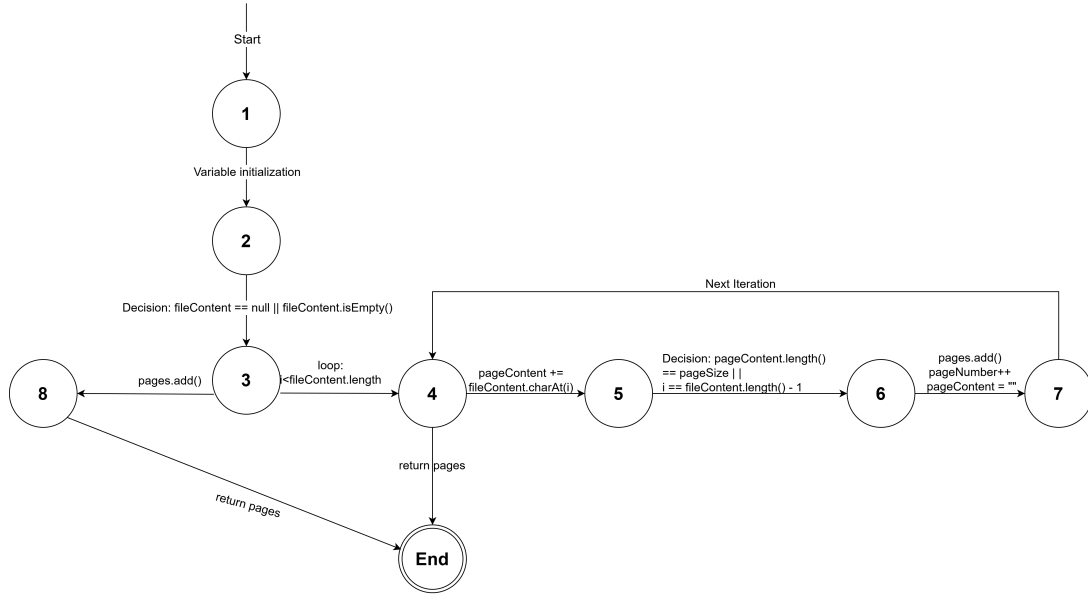 Start
1
Variable initialization
2
Decision: fileContent == null || fileContent.isEmpty()
Next Iteration
8
pages.add()
3
loop:
i<fileContent.length
4
pageContent +=
fileContent.charAt(i)
5
Decision: pageContent.length()
== pageSize | |
i == fileContent.length() - 1
6
pages.add()
pageNumber++
pageContent = ""
7
return pages
return pages
End